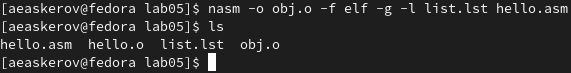 [aeaskerov@fedora lab05]$ nasm -o obj.o -f elf -g -l list.lst hello.asm
[aeaskerov@fedora lab05]$ ls
hello.asm  hello.o  list.lst  obj.o
[aeaskerov@fedora lab05]$